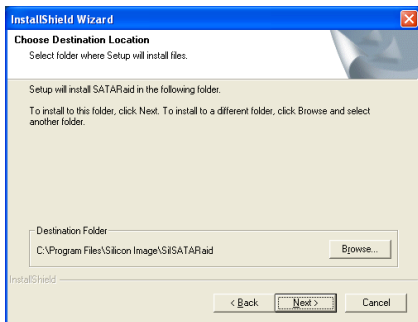 InstallShield Wizard
Choose Destination Location
Select folder where Setup will install files.
Setup will install SATARaid in the following folder.
To install to this folder, click Next. To install to a different folder, click Browse and select
another folder.
Destination Folder
C:\Program Files\Silicon Image\SiISATARaid
Browse...
InstallShield
< Back Next > Cancel